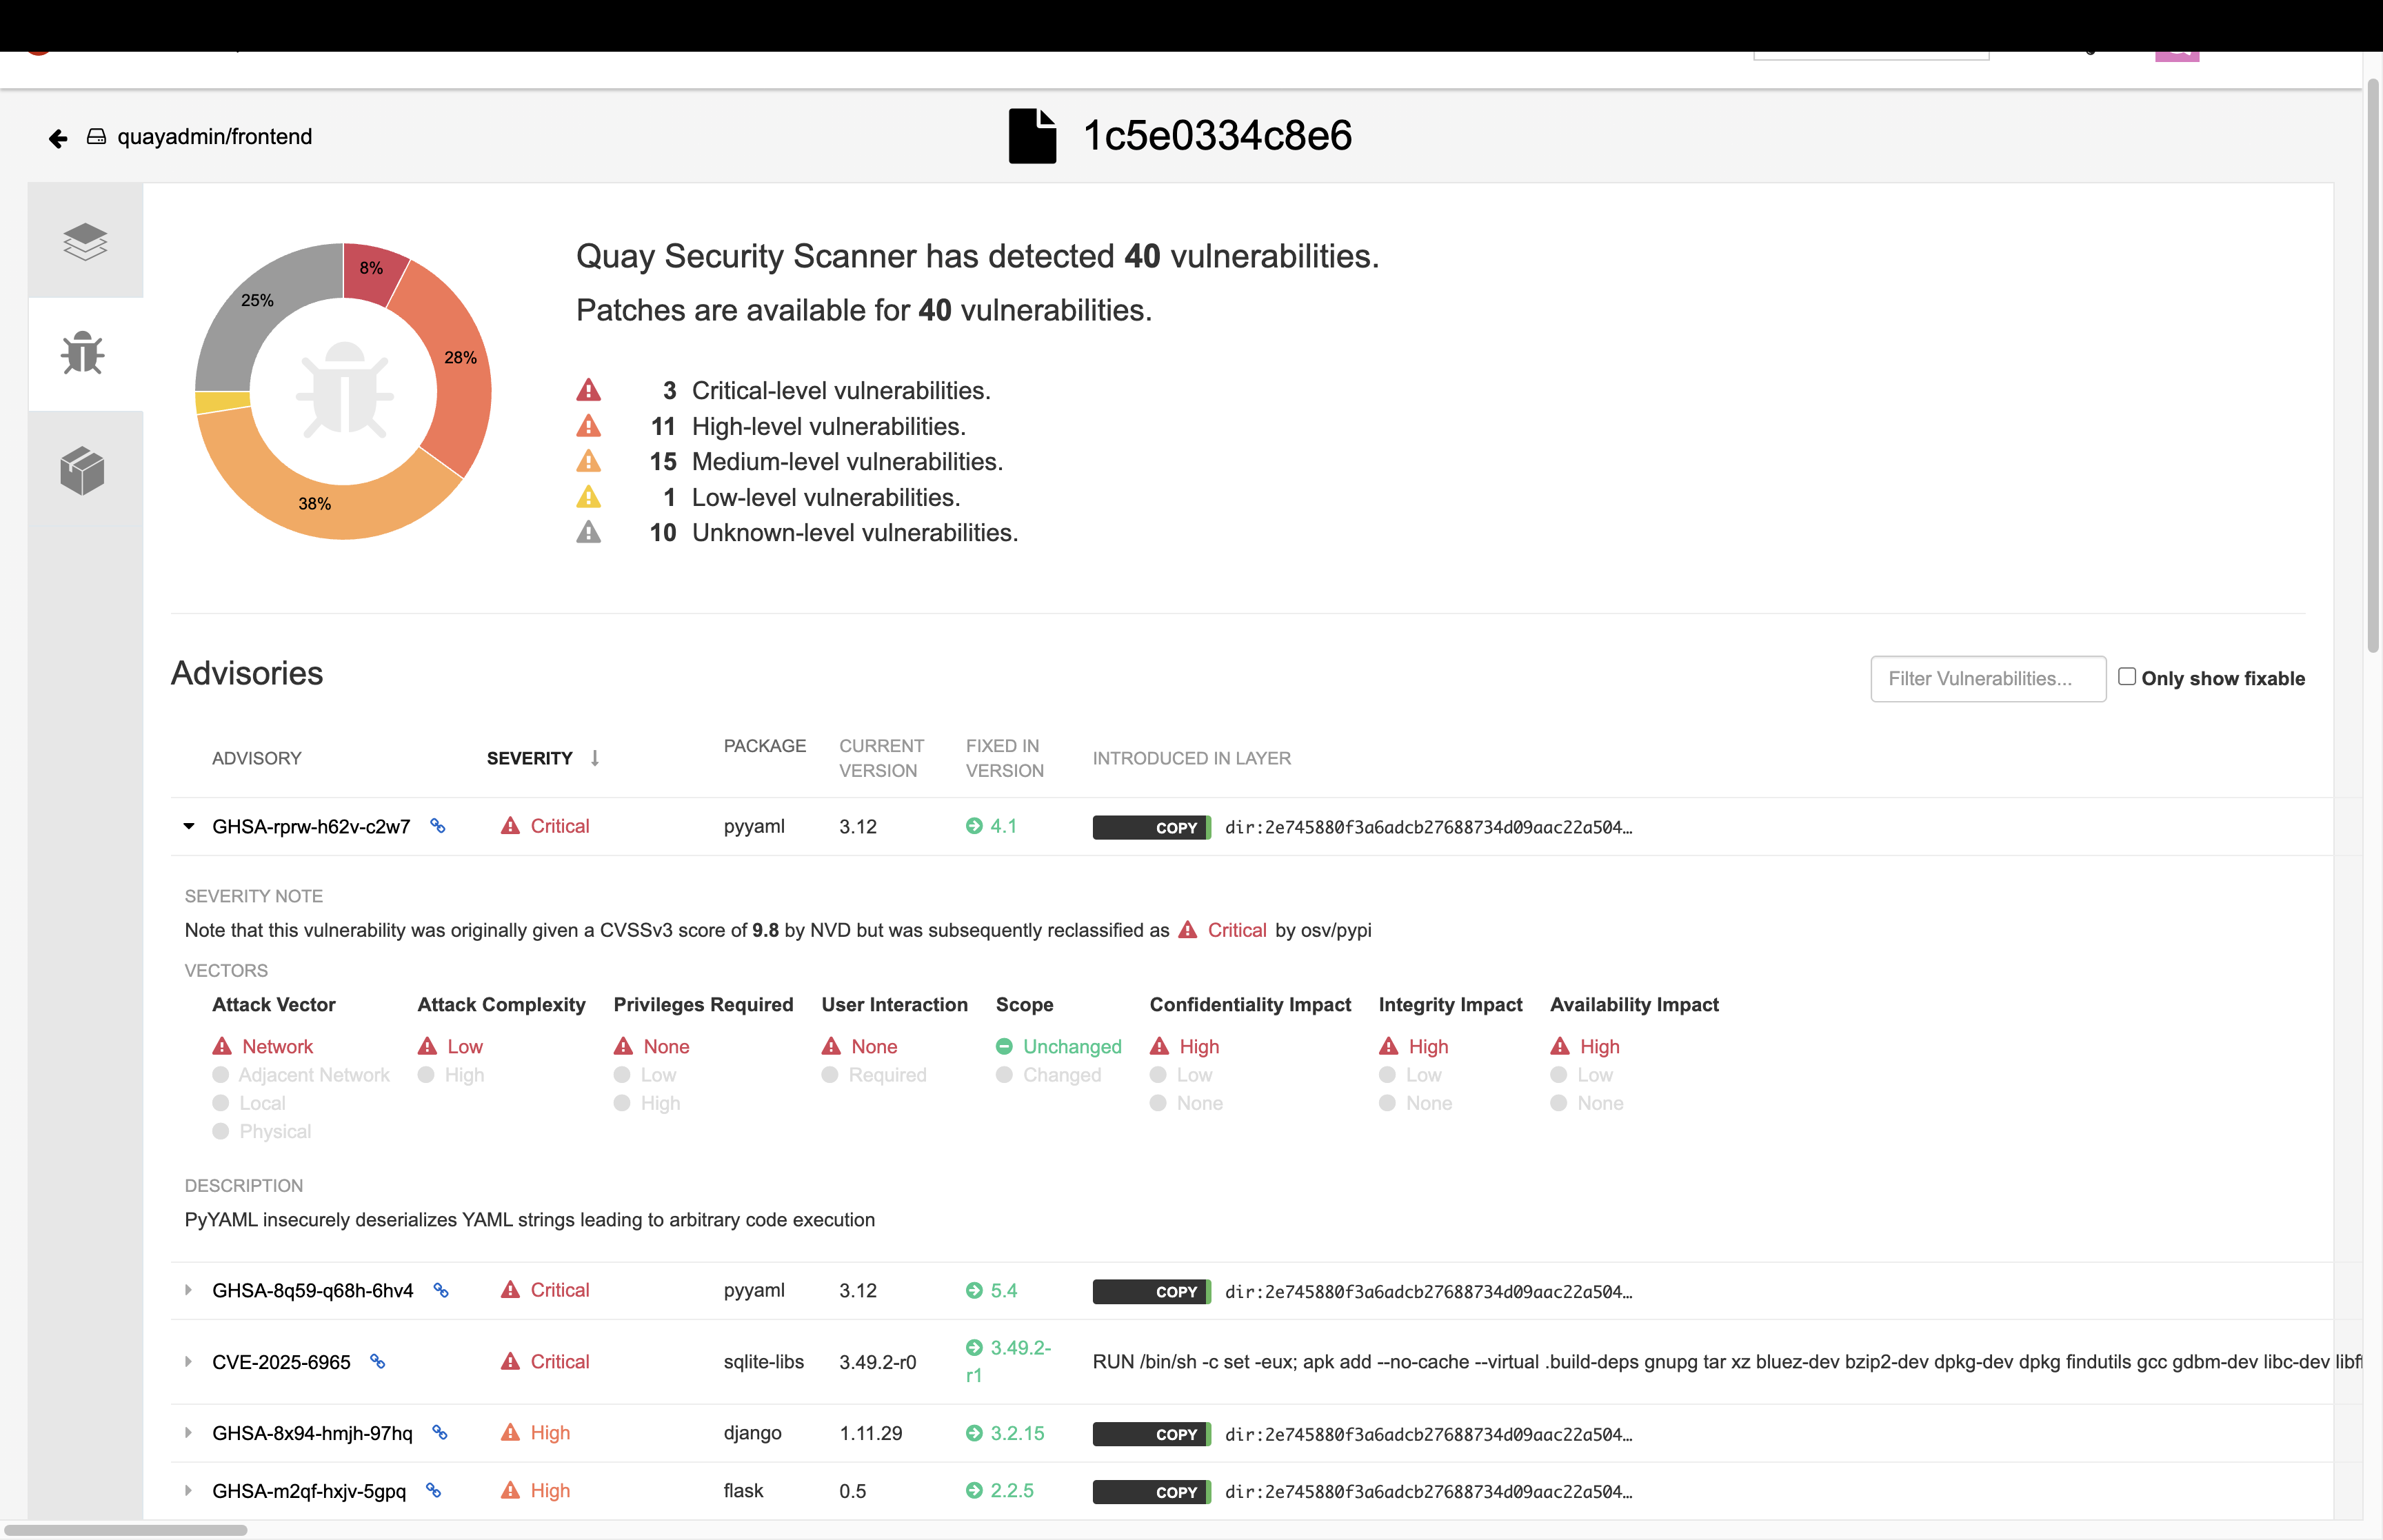 quayadmin/frontend
1c5e0334c8e6
8%
25%
28%
38%
Quay Security Scanner has detected 40 vulnerabilities.
Patches are available for 40 vulnerabilities.
3 Critical-level vulnerabilities.
11 High-level vulnerabilities.
15 Medium-level vulnerabilities.
1 Low-level vulnerabilities.
10 Unknown-level vulnerabilities.
Advisories
Filter Vulnerabilities...
Only show fixable
ADVISORY SEVERITY PACKAGE CURRENT VERSION FIXED IN VERSION INTRODUCED IN LAYER
GHSA-rprw-h62v-c2w7 Critical pyyaml 3.12 4.1 COPY dir:2e745880f3a6adcb27688734d09aac22a504…
SEVERITY NOTE
Note that this vulnerability was originally given a CVSSv3 score of 9.8 by NVD but was subsequently reclassified as Critical by osv/pypi
VECTORS
Attack Vector Attack Complexity Privileges Required User Interaction Scope Confidentiality Impact Integrity Impact Availability Impact
Network Low None None Unchanged High High High
Adjacent Network High Low Required Changed Low Low Low
Local High None None None
Physical
DESCRIPTION
PyYAML insecurely deserializes YAML strings leading to arbitrary code execution
GHSA-8q59-q68h-6hv4 Critical pyyaml 3.12 5.4 COPY dir:2e745880f3a6adcb27688734d09aac22a504…
CVE-2025-6965 Critical sqlite-libs 3.49.2-r0 3.49.2-r1 RUN /bin/sh -c set -eux; apk add --no-cache --virtual .build-deps gnupg tar xz bluez-dev bzip2-dev dpkg-dev dpkg findutils gcc gdbm-dev libc-dev
GHSA-8x94-hmjh-97hq High django 1.11.29 3.2.15 COPY dir:2e745880f3a6adcb27688734d09aac22a504…
GHSA-m2qf-hxjv-5gpq High flask 0.5 2.2.5 COPY dir:2e745880f3a6adcb27688734d09aac22a504…